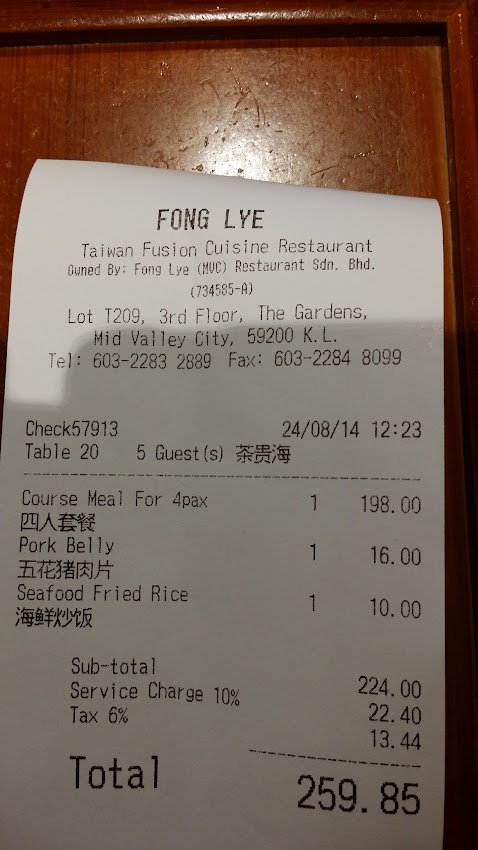 FONG LYE
Taiwan Fusion Cuisine Restaurant
Owned By: Fong Lye (MVC) Restaurant Sdn. Bhd.
(734585-A)
Lot T209, 3rd Floor, The Gardens,
Mid Valley City, 59200 K.L.
Tel: 603-2283 2889 Fax: 603-2284 8099
Check57913 24/08/14 12:23
Table 20 5 Guest(s) 茶贵海
Course Meal For 4pax 1 198.00
四人套餐
Pork Belly 1 16.00
五花猪肉片
Seafood Fried Rice 1 10.00
海鲜炒饭
Sub-total 224.00
Service Charge 10% 22.40
Tax 6% 13.44
Total 259.85